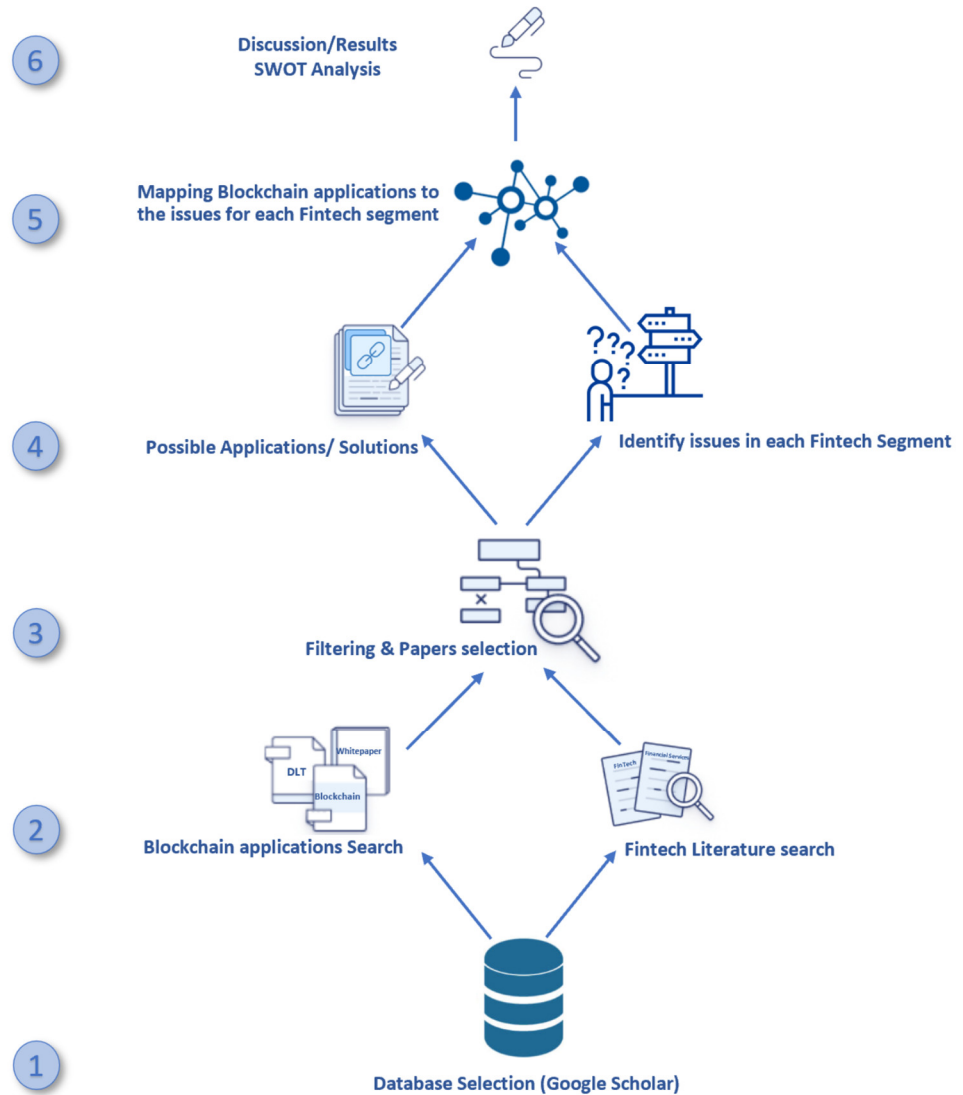 6
Discussion/Results
SWOT Analysis
5
Mapping Blockchain applications to
the issues for each Fintech segment
4
Possible Applications/ Solutions
Identify issues in each Fintech Segment
? ? ? ? ?
3
Filtering & Papers selection
2
DLT
Whitepaper
Blockchain
FinTech
Financial Services
Blockchain applications Search
Fintech Literature search
1
Database Selection (Google Scholar)